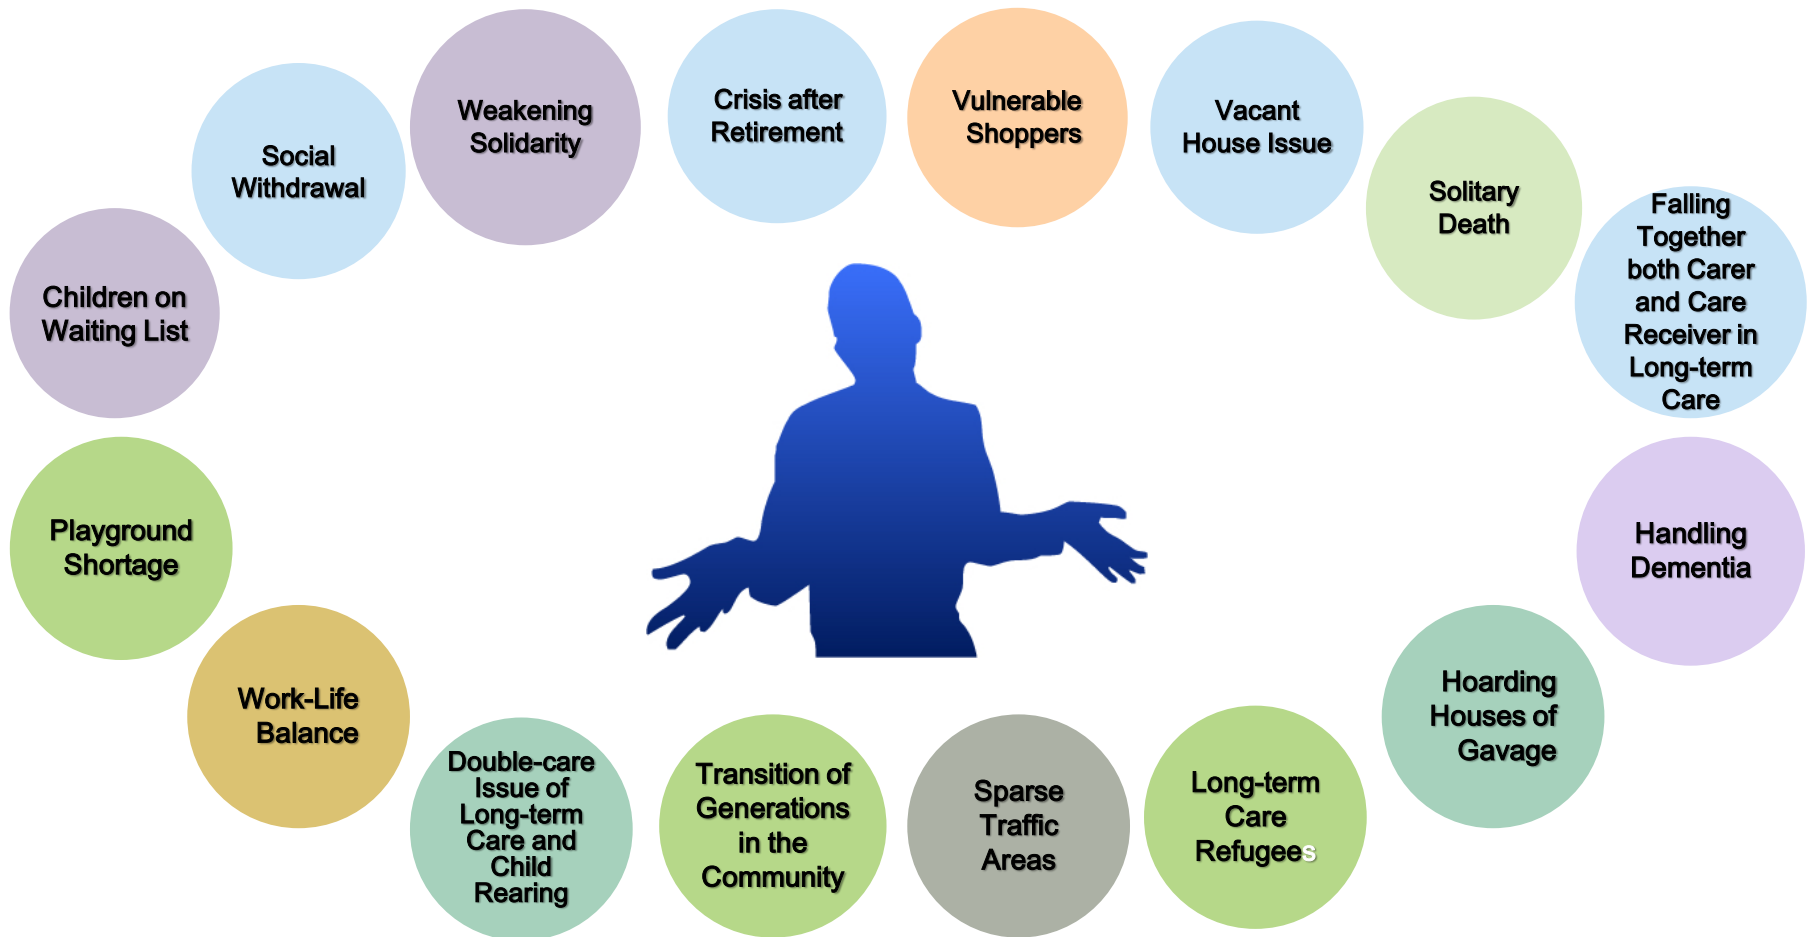 Weakening
Solidarity
Crisis after
Retirement
Vulnerable
Shoppers
Vacant
House Issue
Social
Withdrawal
Solitary
Death
Falling
Together
both Carer
and Care
Receiver in
Long-term
Care
Children on
Waiting List
Playground
Shortage
Handling
Dementia
Work-Life
Balance
Hoarding
Houses of
Gavage
Double-care
Issue of
Long-term
Care and
Child
Rearing
Transition of
Generations
in the
Community
Sparse
Traffic
Areas
Long-term
Care
Refugees